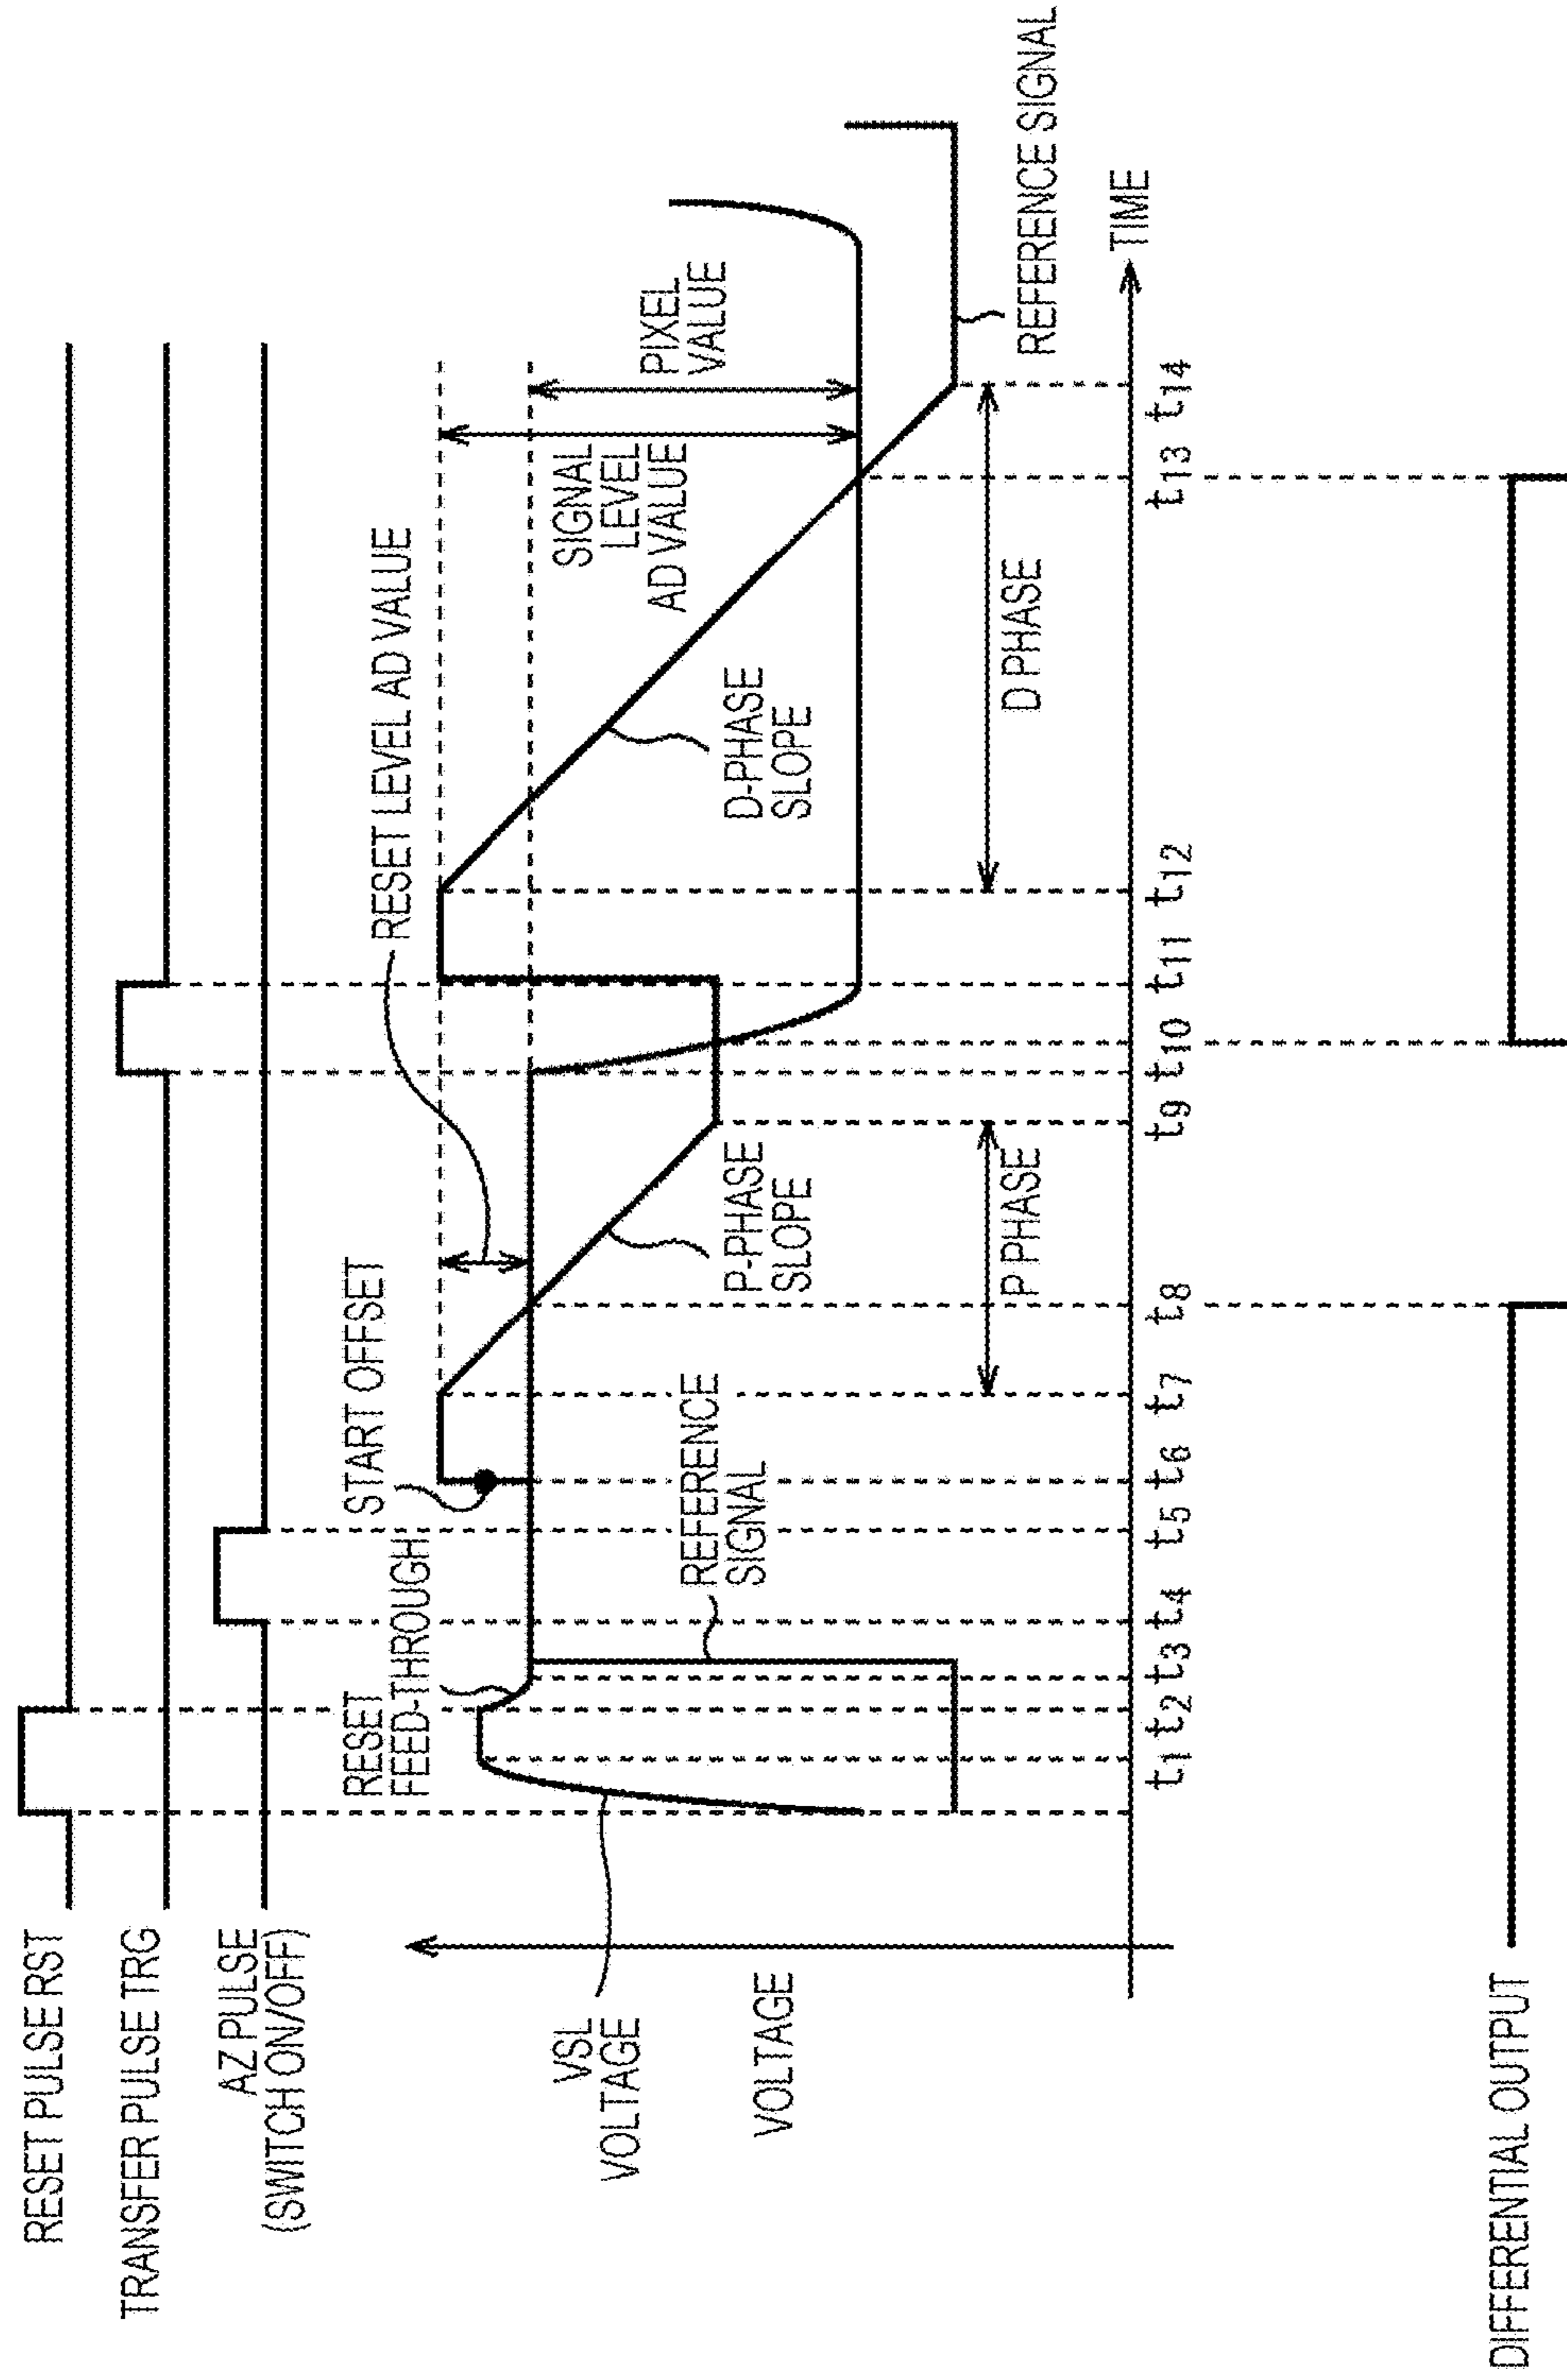 RESET PULSE RST
TRANSFER PULSE TRG
AZ PULSE
(SWITCH ON/OFF)
RESET
FEED-THROUGH
START OFFSET
RESET LEVEL AD VALUE
VSL
VOLTAGE
SIGNAL
LEVEL
AD VALUE
PIXEL
VALUE
REFERENCE
SIGNAL
P-PHASE
SLOPE
D-PHASE
SLOPE
VOLTAGE
P PHASE
D PHASE
REFERENCE SIGNAL
TIME
t1 t2 t3 t4 t5 t6 t7 t8 t9 t10 t11 t12 t13 t14
DIFFERENTIAL OUTPUT